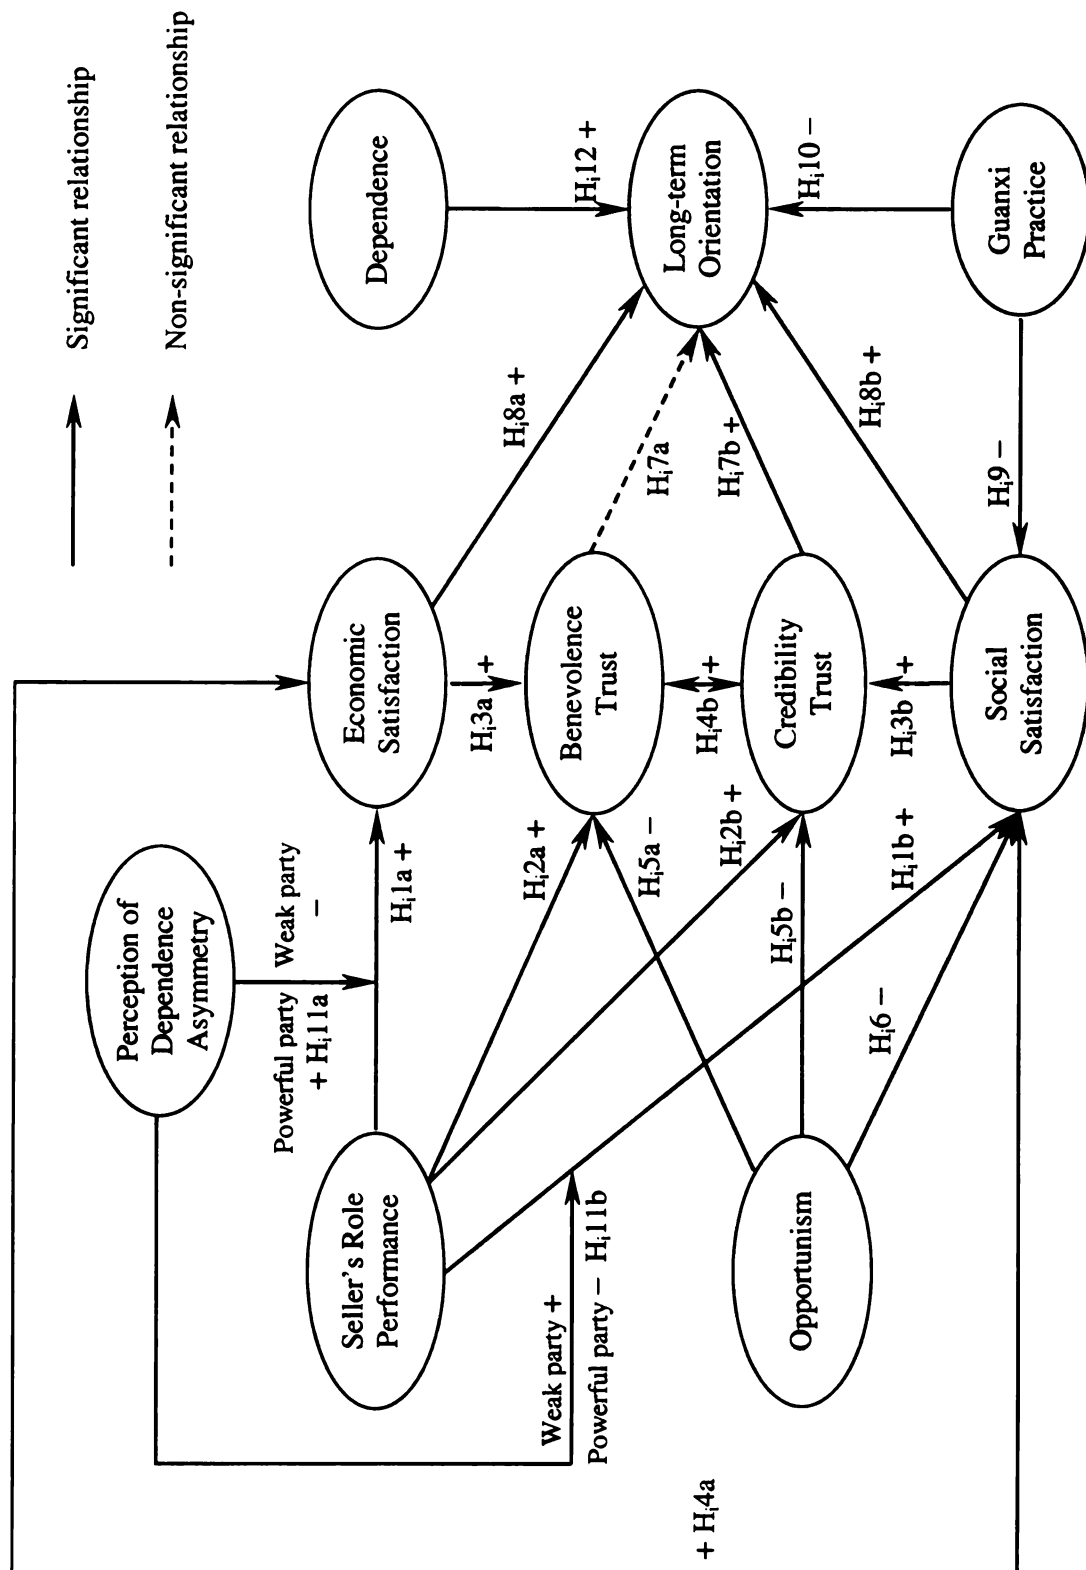 Significant relationship
Non-significant relationship
Perception of
Dependence
Asymmetry
Powerful party
+ Hi11a
Weak party
−
Seller's Role
Performance
Hi1a +
Economic
Satisfaction
Dependence
Hi8a +
Hi12 +
Hi3a +
Hi2a +
Weak party +
Powerful party − Hi11b
Benevolence
Trust
Hi7a
Long-term
Orientation
Hi5a −
Hi4b +
Hi7b +
Hi2b +
Opportunism
Hi5b −
Credibility
Trust
Hi8b +
Hi10 −
Hi3b +
Hi1b +
Hi6 −
Social
Satisfaction
Hi9 −
Guanxi
Practice
+ Hi4a